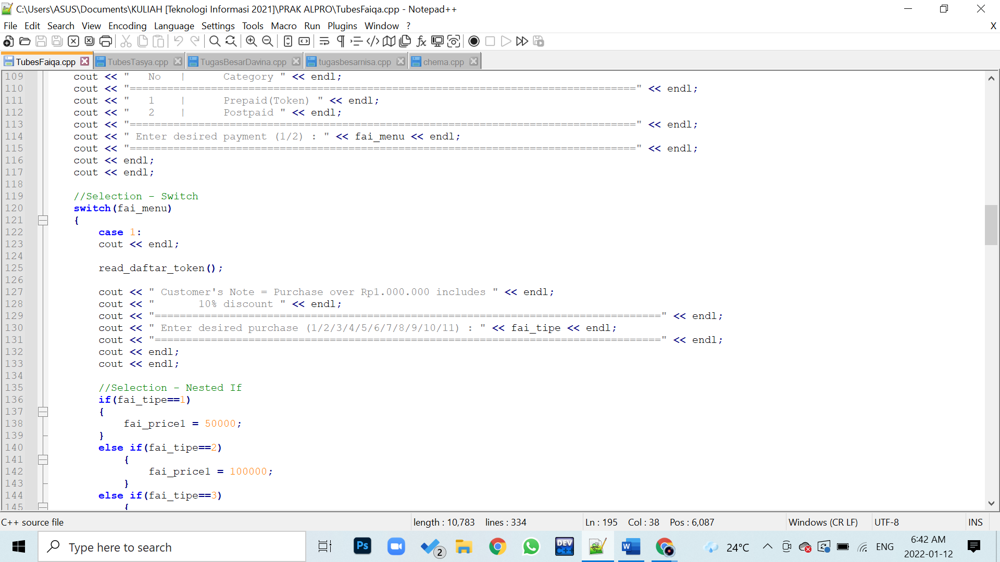 C:\Users\ASUS\Documents\KULIAH [Teknologi Informasi 2021]\PRAK ALPRO\TubesFaiqa.cpp - Notepad++
File Edit Search View Encoding Language Settings Tools Macro Run Plugins Window ? X
TubesFaiqa.cpp TubesTasya.cpp TugasBesarDavina.cpp tugasbesarnisa.cpp chema.cpp
109 cout << "   No   |      Category " << endl;
110 cout << "=================================================================================" << endl;
111 cout << "   1    |      Prepaid(Token) " << endl;
112 cout << "   2    |      Postpaid " << endl;
113 cout << "=================================================================================" << endl;
114 cout << " Enter desired payment (1/2) : " << fai_menu << endl;
115 cout << "=================================================================================" << endl;
116 cout << endl;
117 cout << endl;
118
119 //Selection - Switch
120 switch(fai_menu)
121 {
122 case 1:
123 cout << endl;
124
125 read_daftar_token();
126
127 cout << " Customer's Note = Purchase over Rp1.000.000 includes " << endl;
128 cout << "       10% discount " << endl;
129 cout << "=================================================================================" << endl;
130 cout << " Enter desired purchase (1/2/3/4/5/6/7/8/9/10/11) : " << fai_tipe << endl;
131 cout << "=================================================================================" << endl;
132 cout << endl;
133 cout << endl;
134
135 //Selection - Nested If
136 if(fai_tipe==1)
137 {
138 fai_price1 = 50000;
139 }
140 else if(fai_tipe==2)
141 {
142 fai_price1 = 100000;
143 }
144 else if(fai_tipe==3)
145 {
C++ source file length : 10,783 lines : 334 Ln : 195 Col : 38 Pos : 6,087 Windows (CR LF) UTF-8 INS
Type here to search Ps 2 DEV C++ W 24°C ENG 6:42 AM
2022-01-12